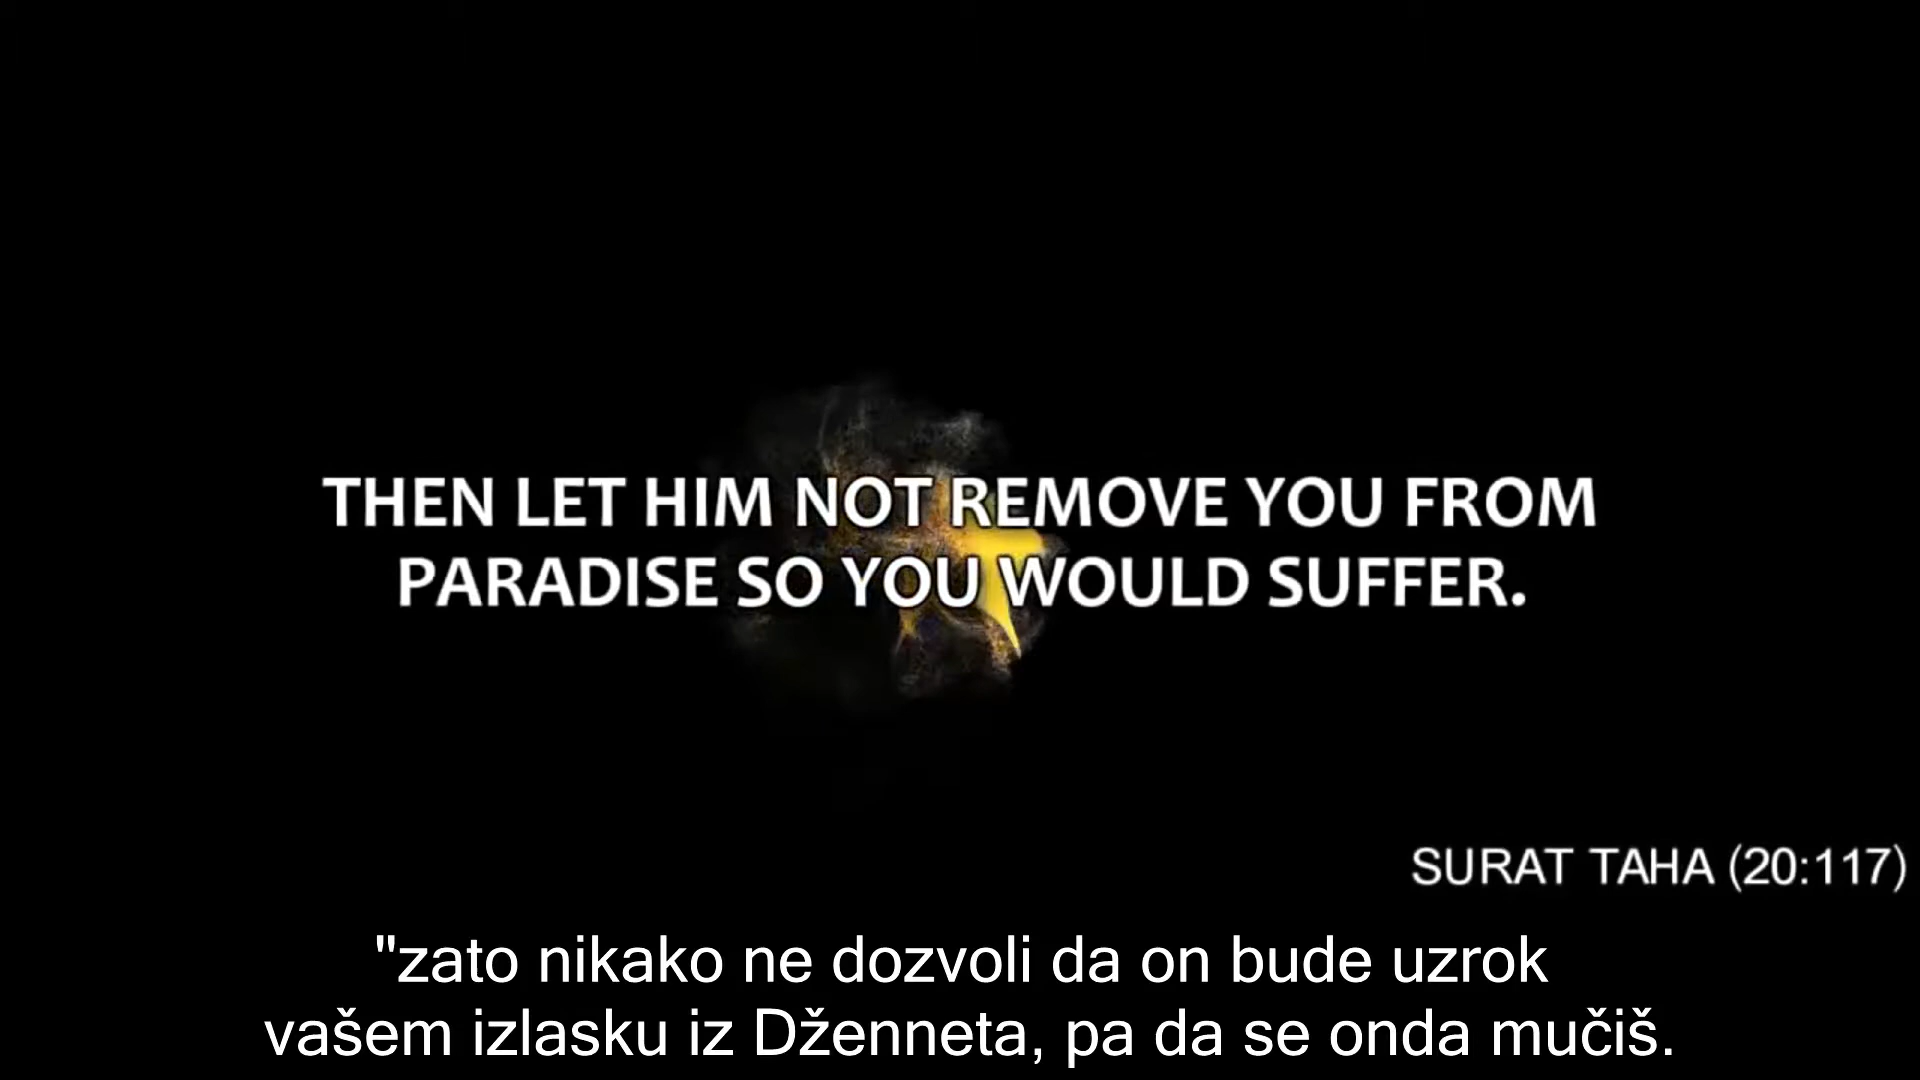 THEN LET HIM NOT REMOVE YOU FROM
PARADISE SO YOU WOULD SUFFER.
SURAT TAHA (20:117)
"zato nikako ne dozvoli da on bude uzrok
vašem izlasku iz Dženneta, pa da se onda mučiš.